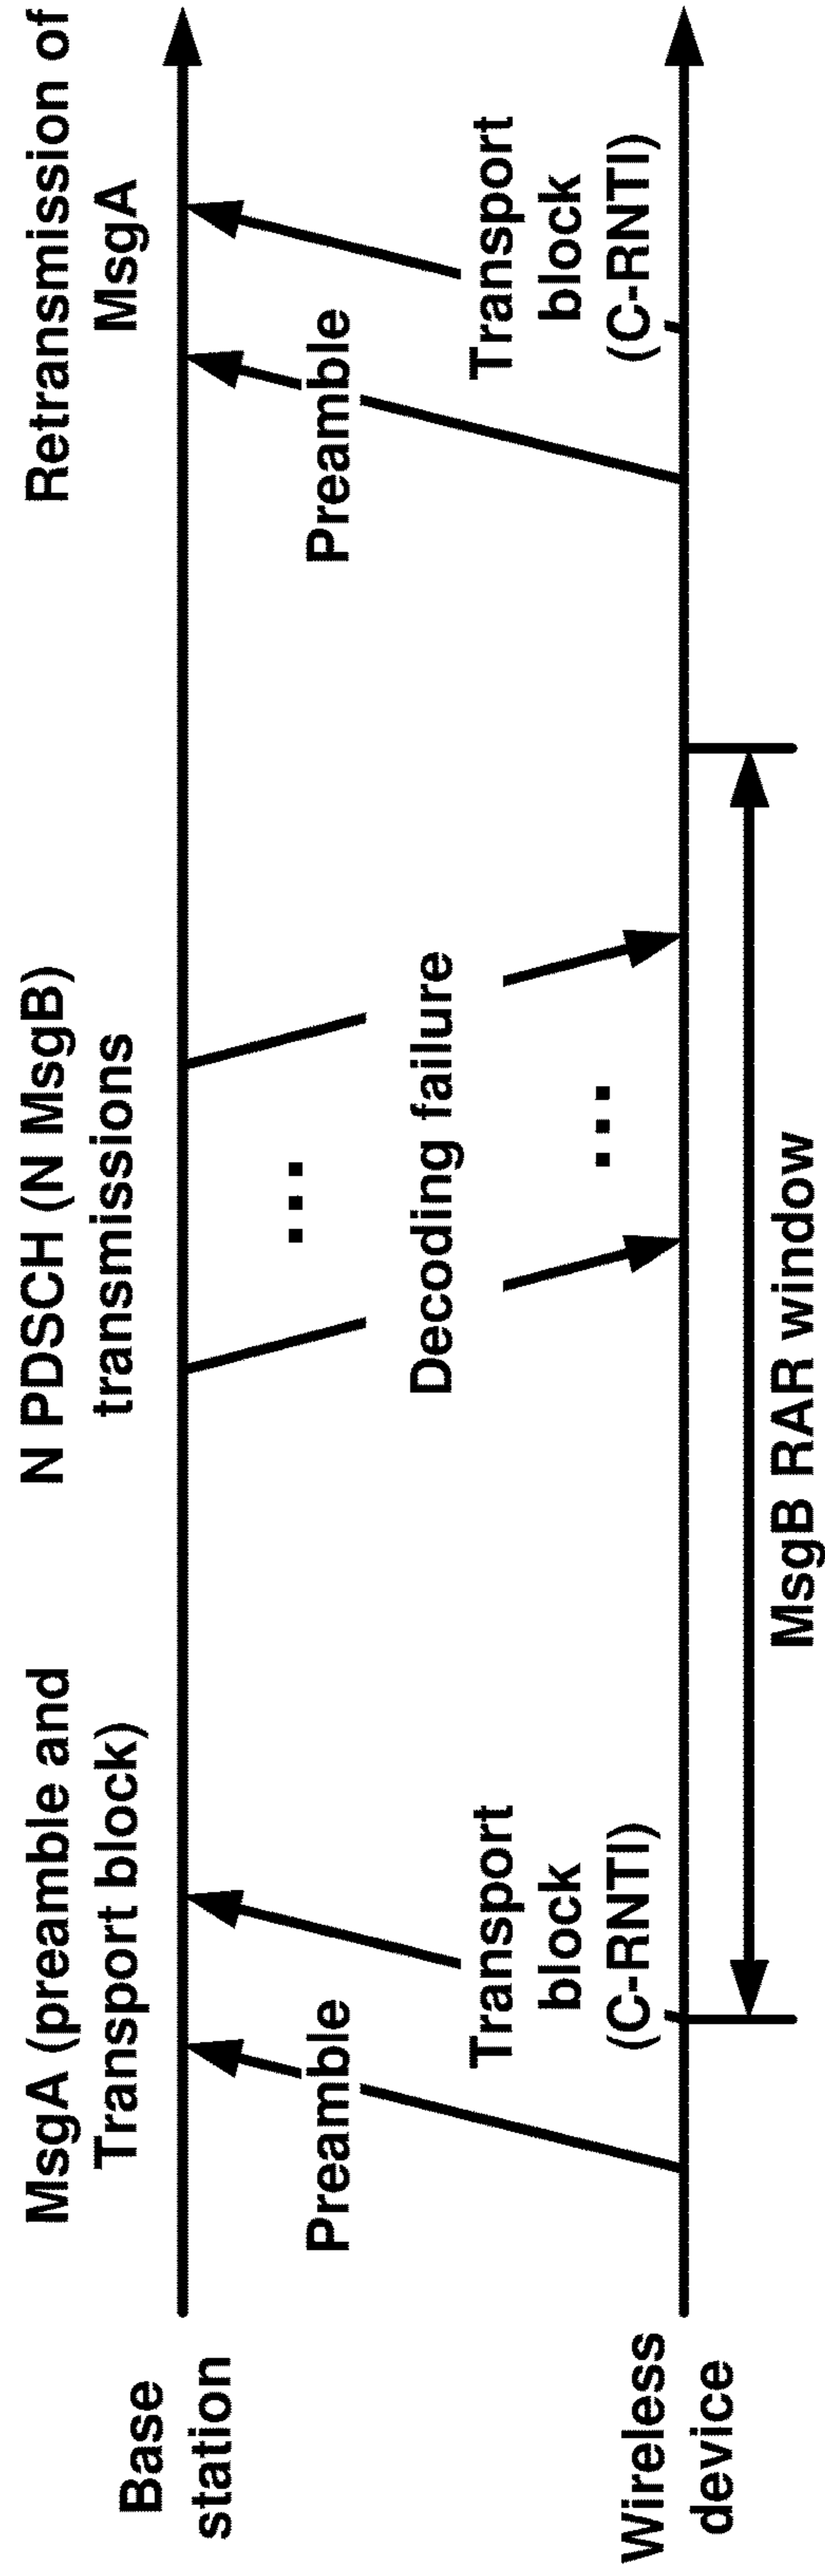 MsgA (preamble and
Transport block)
N PDSCH (N MsgB)
transmissions
Retransmission of
MsgA
Base
station
Preamble
...
Preamble
Decoding failure
Transport
block
(C-RNTI)
...
Transport
block
(C-RNTI)
Wireless
device
MsgB RAR window